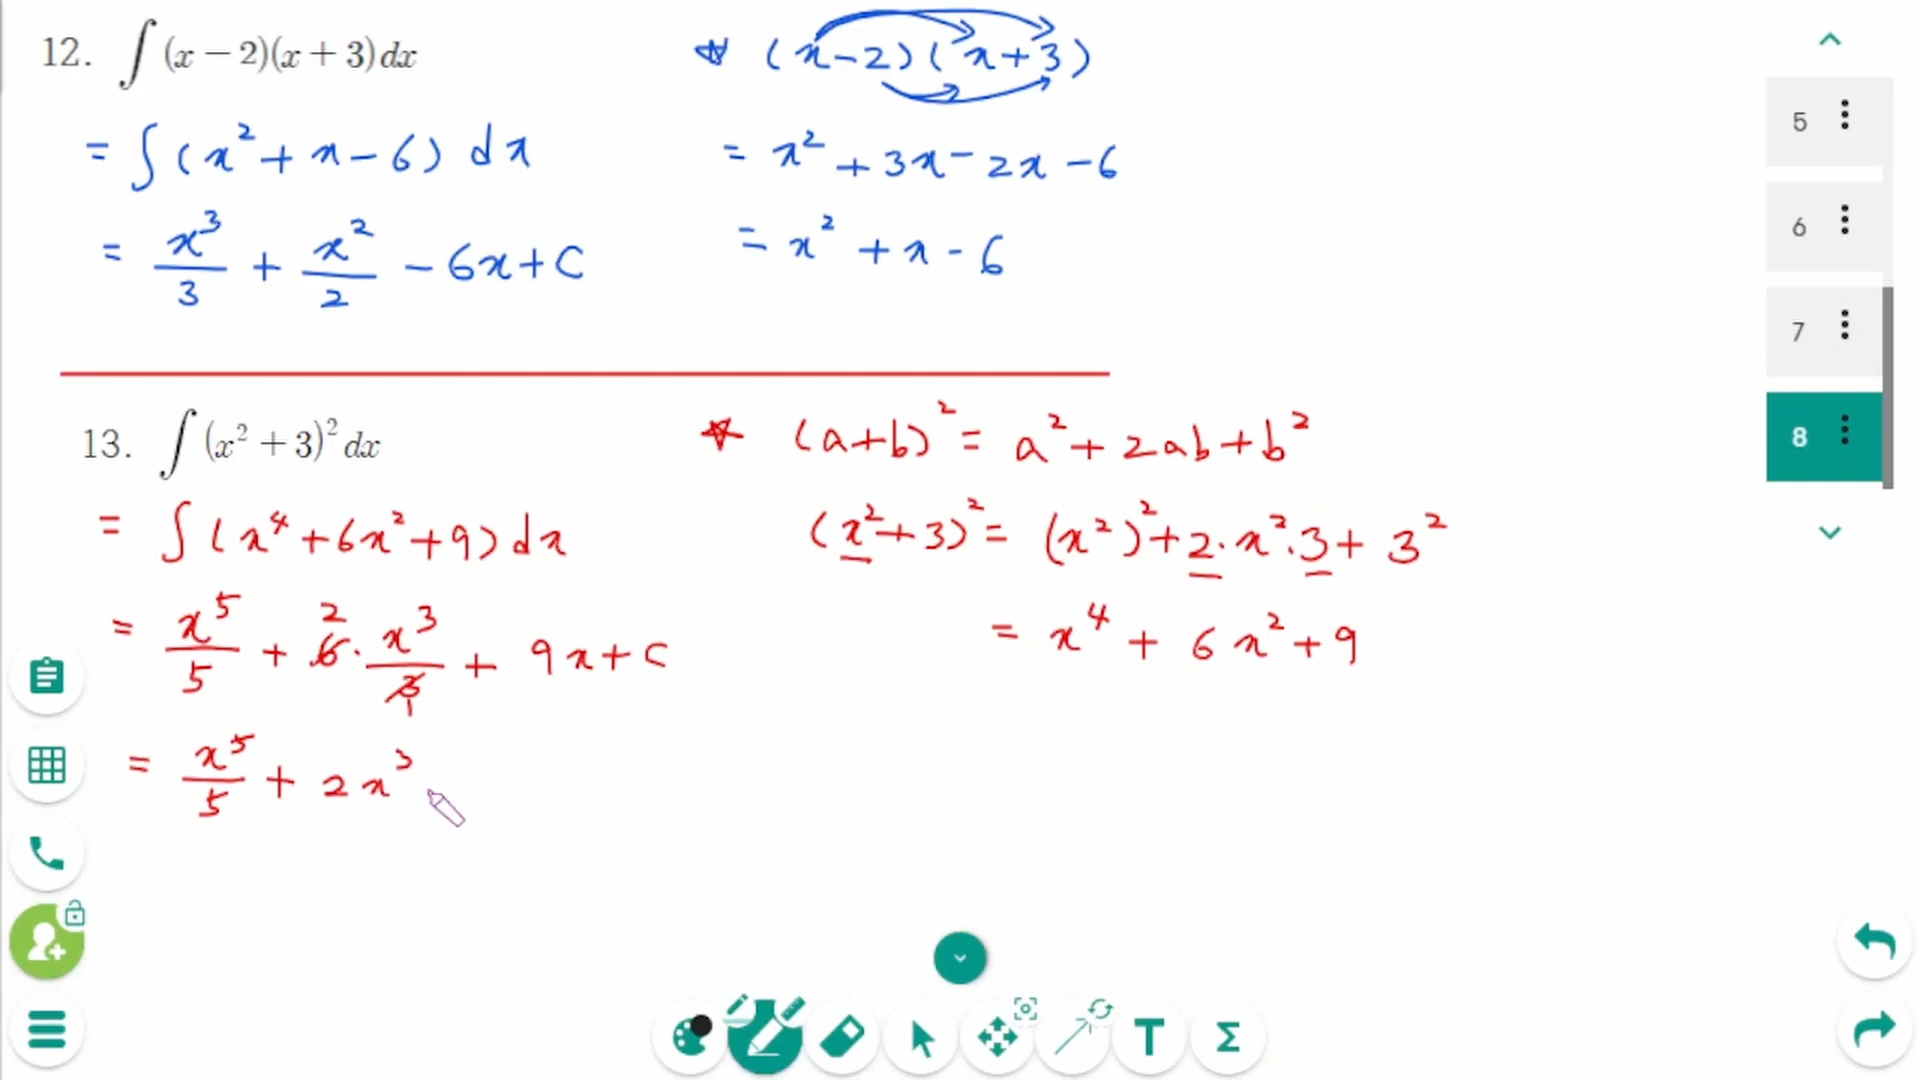 12. ∫ (x − 2)(x + 3) dx
= ∫ (x² + x − 6) dx
= x³/3 + x²/2 − 6x + C
☆ (x − 2)(x + 3)
= x² + 3x − 2x − 6
= x² + x − 6
13. ∫ (x² + 3)² dx
= ∫ (x⁴ + 6x² + 9) dx
= x⁵/5 + 6 2 · x³/3 1 + 9x + C
= x⁵/5 + 2x³
☆ (a + b)² = a² + 2ab + b²
(x² + 3)² = (x²)² + 2 · x² · 3 + 3²
= x⁴ + 6x² + 9
5
6
7
8
T
Σ